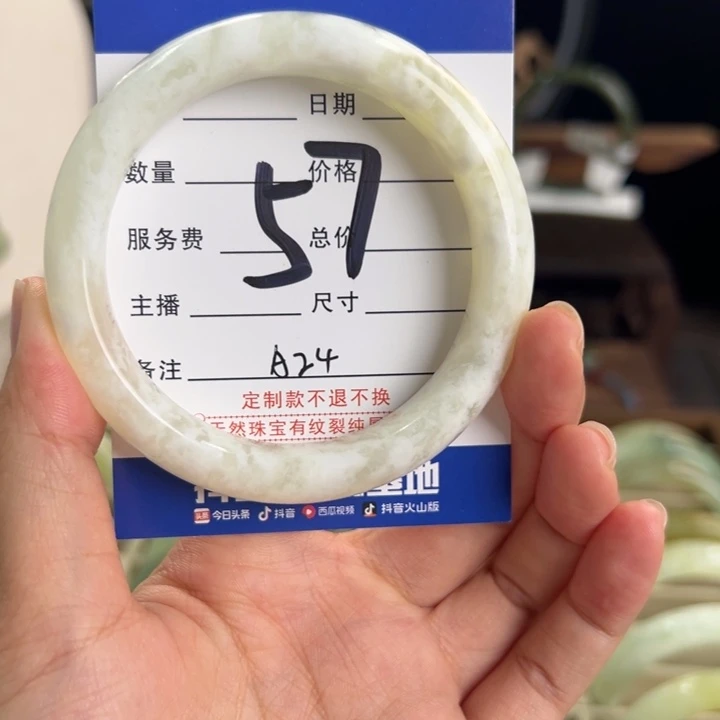 日期
数量 57 价格
服务费 总价
主播 尺寸
备注 A24
定制款不退不换
天然珠宝有纹裂纯属
头条 今日头条 抖音 西瓜视频 抖音火山版